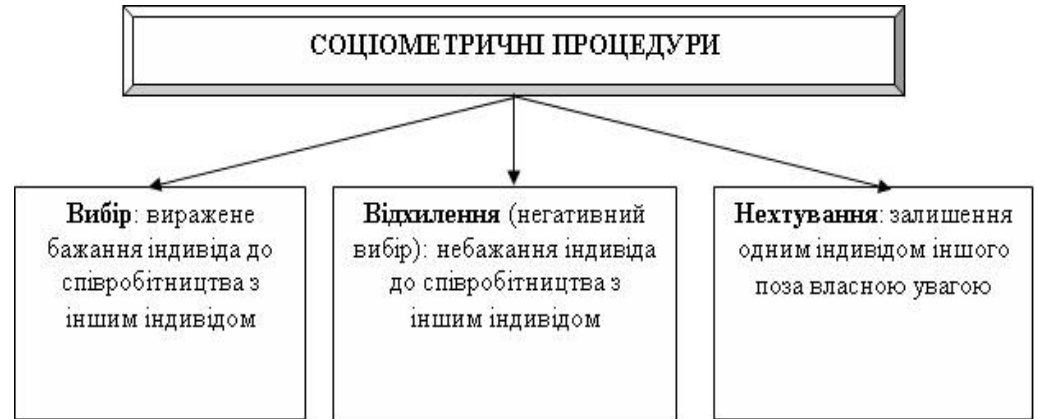 СОЦІОМЕТРИЧНІ ПРОЦЕДУРИ
Вибір: виражене
бажання індивіда до
співробітництва з
іншим індивідом
Відхилення (негативний
вибір): небажання індивіда
до співробітництва з
іншим індивідом
Нехтування: залишення
одним індивідом іншого
поза власною увагою